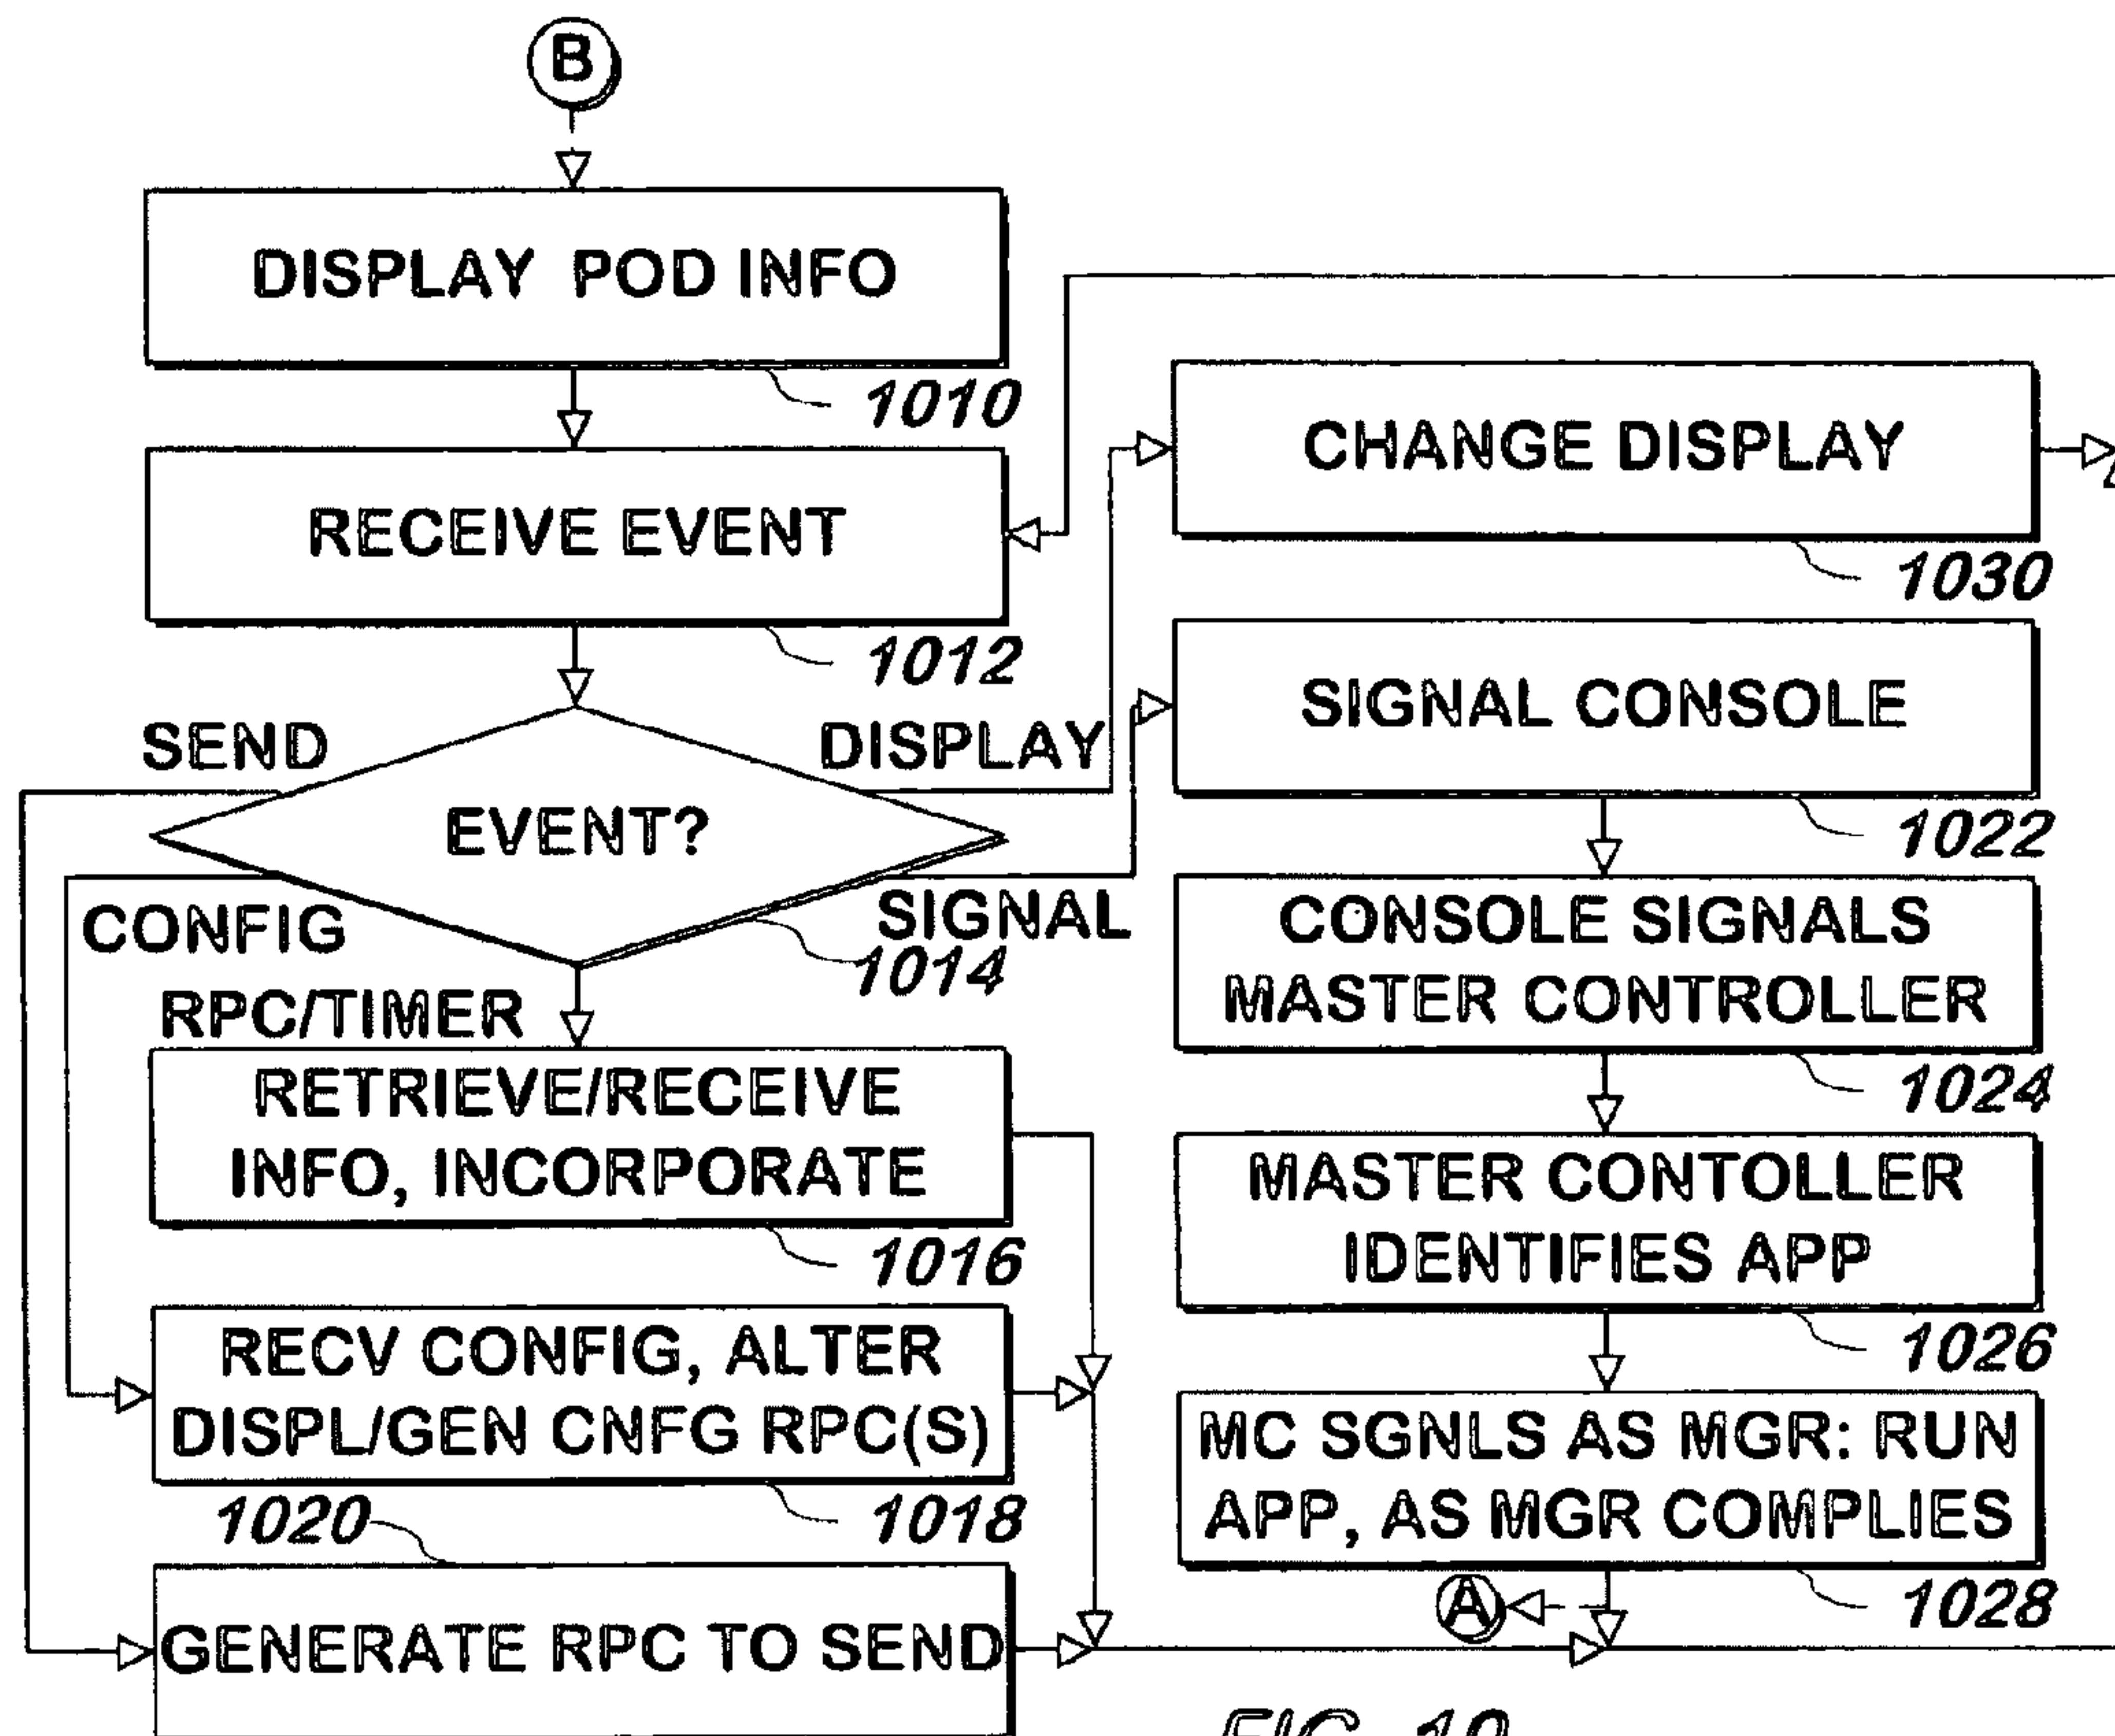 B
DISPLAY POD INFO
1010
RECEIVE EVENT
1012
SEND
DISPLAY
EVENT?
CONFIG
SIGNAL
1014
RPC/TIMER
RETRIEVE/RECEIVE
INFO, INCORPORATE
1016
RECV CONFIG, ALTER
DISPL/GEN CNFG RPC(S)
1018
1020
GENERATE RPC TO SEND
CHANGE DISPLAY
1030
SIGNAL CONSOLE
1022
CONSOLE SIGNALS
MASTER CONTROLLER
1024
MASTER CONTOLLER
IDENTIFIES APP
1026
MC SGNLS AS MGR: RUN
APP, AS MGR COMPLIES
1028
A
FIG. 10